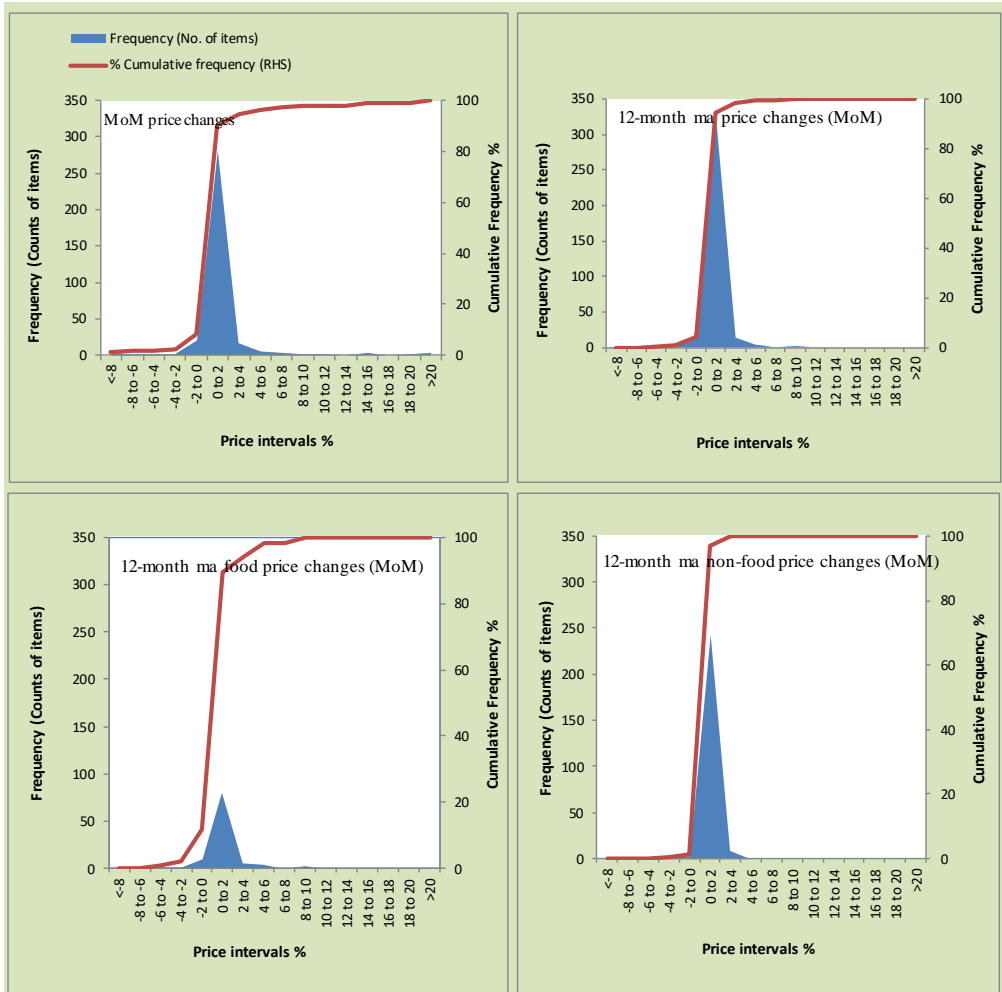 Frequency (No. of items)
% Cumulative frequency (RHS)
MoM price changes
350
300
250
200
150
100
50
0
100
80
60
40
20
0
Frequency (Counts of items)
Cumulative Frequency %
<-8
-8 to -6
-6 to -4
-4 to -2
-2 to 0
0 to 2
2 to 4
4 to 6
6 to 8
8 to 10
10 to 12
12 to 14
14 to 16
16 to 18
18 to 20
>20
Price intervals %
12-month ma price changes (MoM)
350
300
250
200
150
100
50
0
100
80
60
40
20
0
Frequency (Counts of items)
Cumulative Frequency %
<-8
-8 to -6
-6 to -4
-4 to -2
-2 to 0
0 to 2
2 to 4
4 to 6
6 to 8
8 to 10
10 to 12
12 to 14
14 to 16
16 to 18
18 to 20
>20
Price intervals %
12-month ma food price changes (MoM)
350
300
250
200
150
100
50
0
100
80
60
40
20
0
Frequency (Counts of items)
Cumulative Frequency %
<-8
-8 to -6
-6 to -4
-4 to -2
-2 to 0
0 to 2
2 to 4
4 to 6
6 to 8
8 to 10
10 to 12
12 to 14
14 to 16
16 to 18
18 to 20
>20
Price intervals %
12-month ma non-food price changes (MoM)
350
300
250
200
150
100
50
0
100
80
60
40
20
0
Frequency (Counts of items)
Cumulative Frequency %
<-8
-8 to -6
-6 to -4
-4 to -2
-2 to 0
0 to 2
2 to 4
4 to 6
6 to 8
8 to 10
10 to 12
12 to 14
14 to 16
16 to 18
18 to 20
>20
Price intervals %